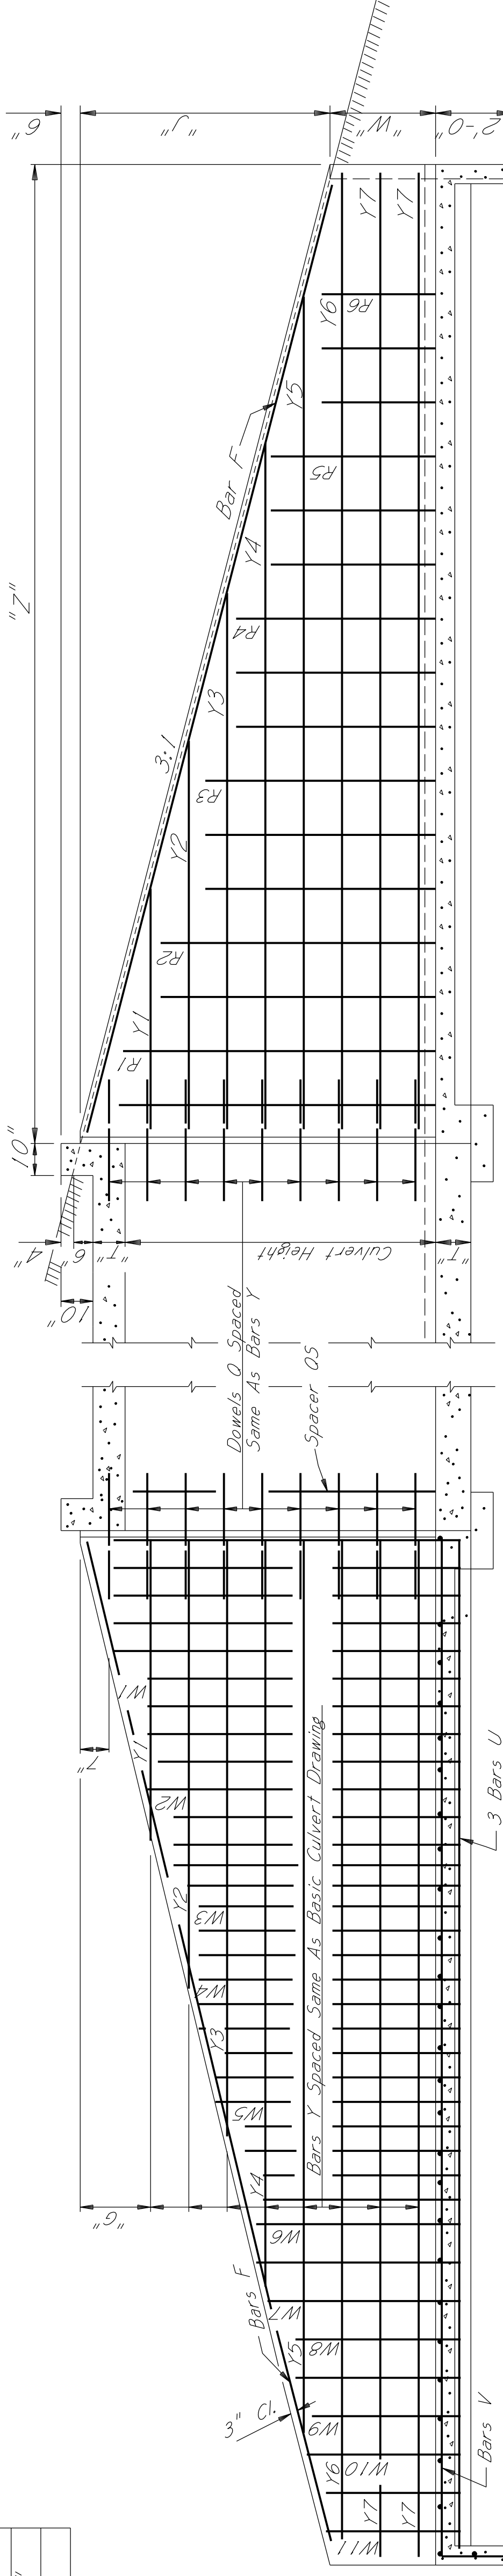 6"
"J"
"W"
2'-0"
"Z"
Y7
Y7
R6
Y6
Y5
Bar F
R5
Y4
R4
Y3
3:1
R3
Y2
R2
Y1
R1
10"
4"
6"
"T"
Culvert Height
"T"
10"
Dowels Q Spaced
Same As Bars Y
Spacer QS
7"
W1
Y1
W2
Y2
W3
W4
Y3
W5
Bars Y Spaced Same As Basic Culvert Drawing
3 Bars U
"G"
Y4
W6
Bars F
W7
Y5
W8
3" Cl.
W9
Y6
W10
Y7
Y7
W11
Bars V